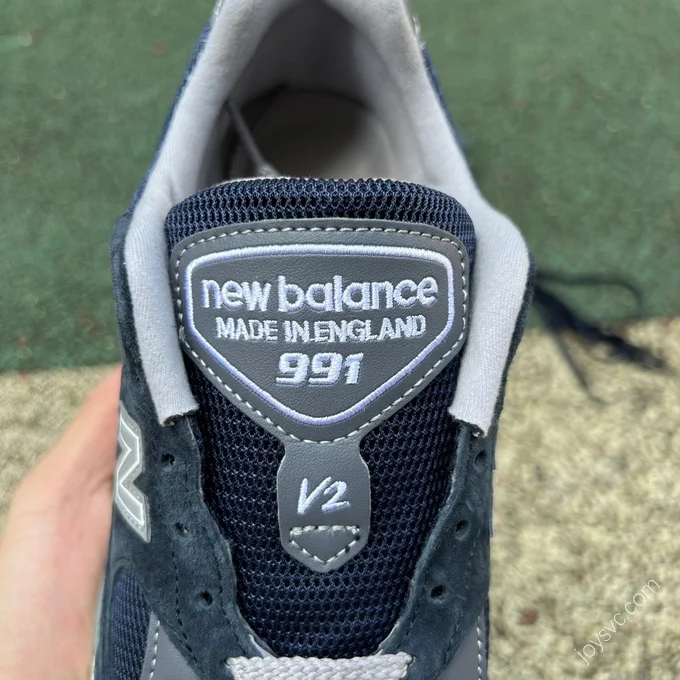 new balance
MADE IN.ENGLAND
991
V2
N
joysvc.com